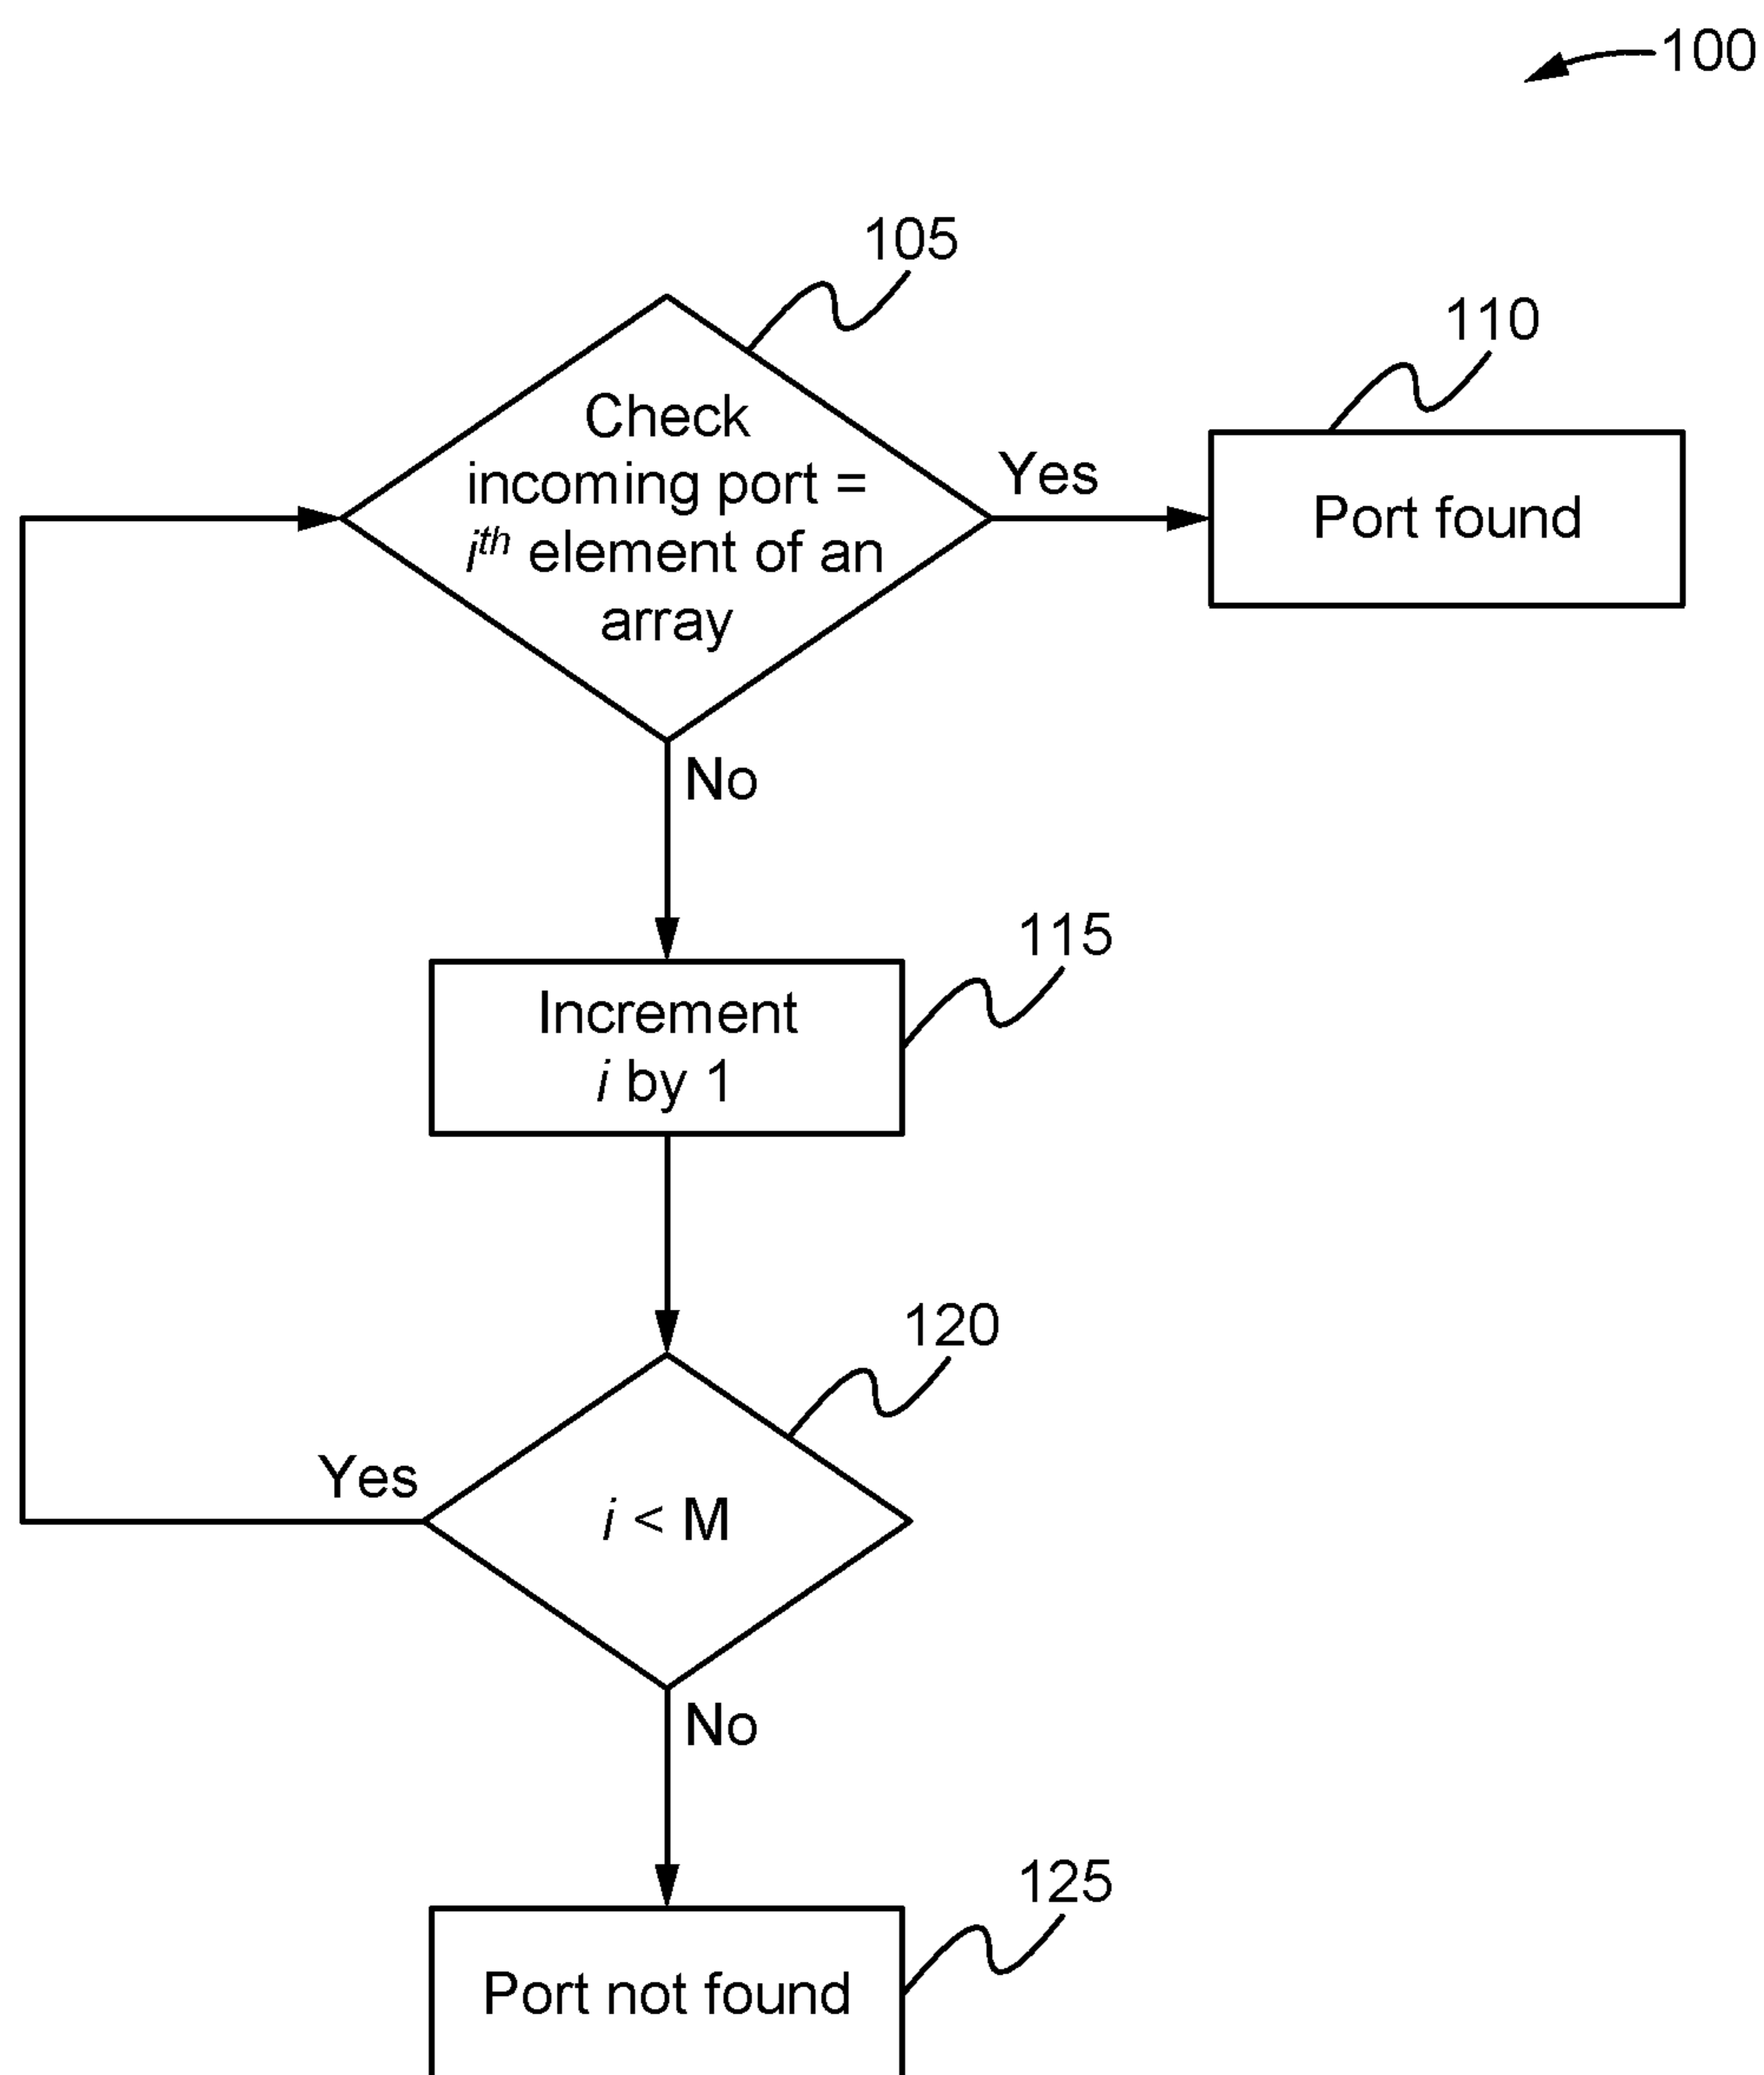 100
105
Check
incoming port =
i^th element of an
array
Yes
110
Port found
No
115
Increment
i by 1
120
Yes
i < M
No
125
Port not found